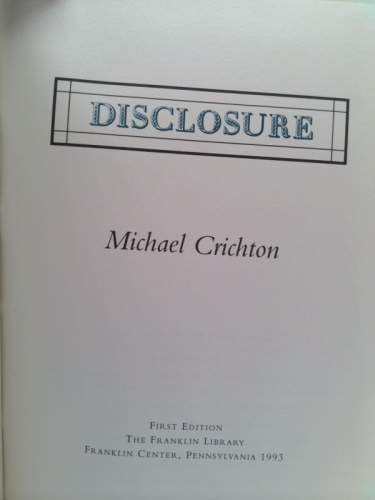 DISCLOSURE
Michael Crichton
FIRST EDITION
THE FRANKLIN LIBRARY
FRANKLIN CENTER, PENNSYLVANIA 1993